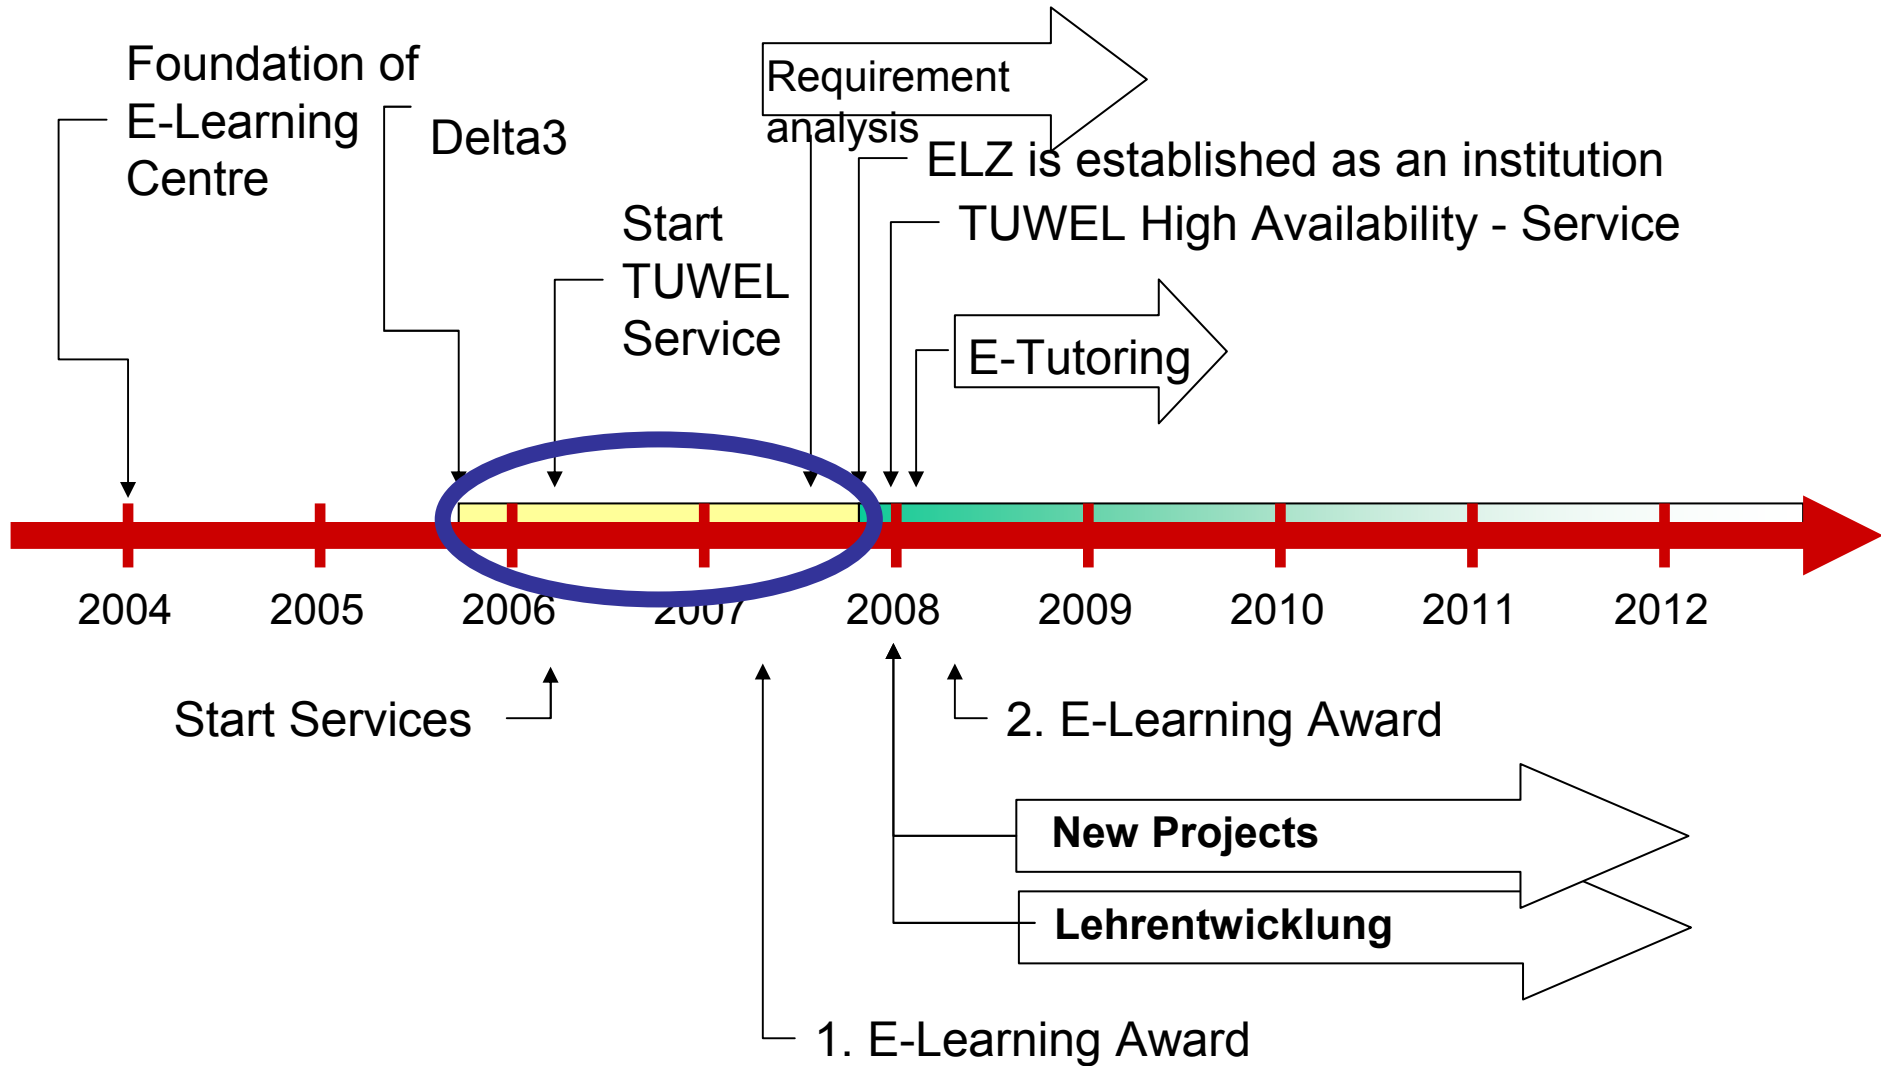 Foundation of
E-Learning
Centre
Delta3
Requirement
analysis
ELZ is established as an institution
TUWEL High Availability - Service
Start
TUWEL
Service
E-Tutoring
2004 2005 2006 2007 2008 2009 2010 2011 2012
Start Services
2. E-Learning Award
New Projects
Lehrentwicklung
1. E-Learning Award